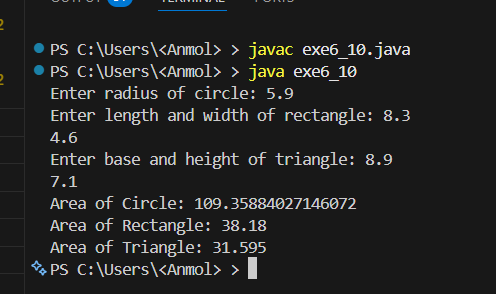 TERMINAL
PS C:\Users\<Anmol> > javac exe6_10.java
PS C:\Users\<Anmol> > java exe6_10
Enter radius of circle: 5.9
Enter length and width of rectangle: 8.3
4.6
Enter base and height of triangle: 8.9
7.1
Area of Circle: 109.35884027146072
Area of Rectangle: 38.18
Area of Triangle: 31.595
PS C:\Users\<Anmol> >